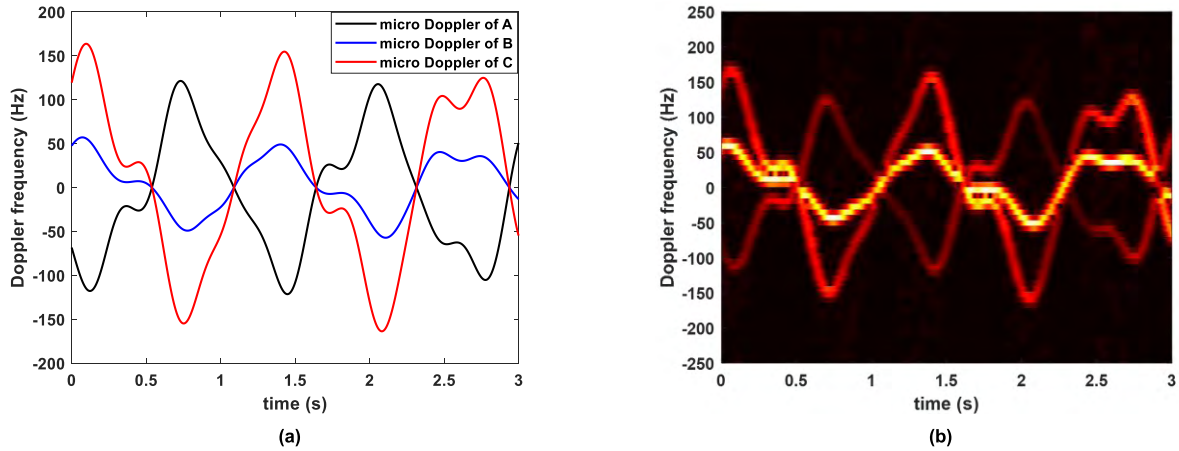 200
150
100
50
0
-50
-100
-150
-200
Doppler frequency (Hz)
micro Doppler of A
micro Doppler of B
micro Doppler of C
0 0.5 1 1.5 2 2.5 3
time (s)
(a)
250
200
150
100
50
0
-50
-100
-150
-200
-250
Doppler frequency (Hz)
0 0.5 1 1.5 2 2.5 3
time (s)
(b)